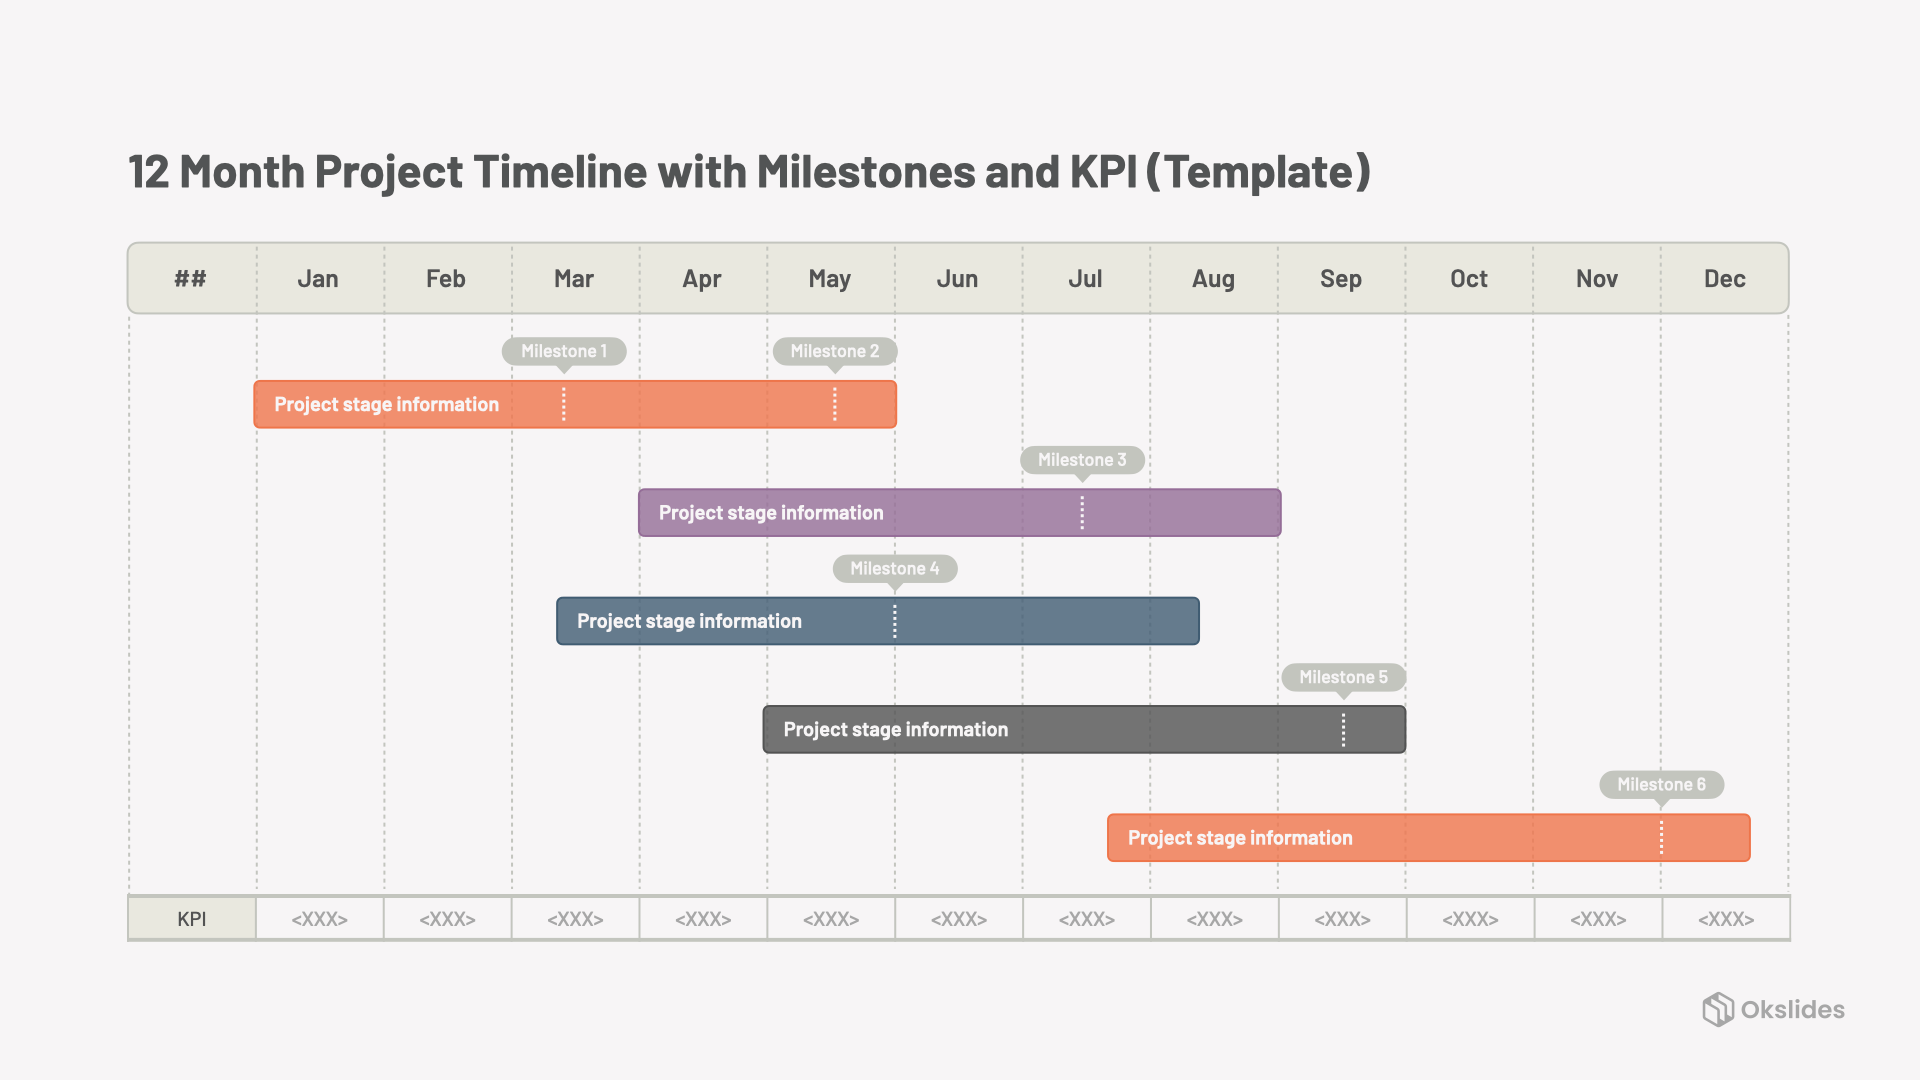 12 Month Project Timeline with Milestones and KPI (Template)
## Jan Feb Mar Apr May Jun Jul Aug Sep Oct Nov Dec
Milestone 1 Milestone 2
Project stage information
Milestone 3
Project stage information
Milestone 4
Project stage information
Milestone 5
Project stage information
Milestone 6
Project stage information
KPI <XXX> <XXX> <XXX> <XXX> <XXX> <XXX> <XXX> <XXX> <XXX> <XXX> <XXX> <XXX>
Okslides